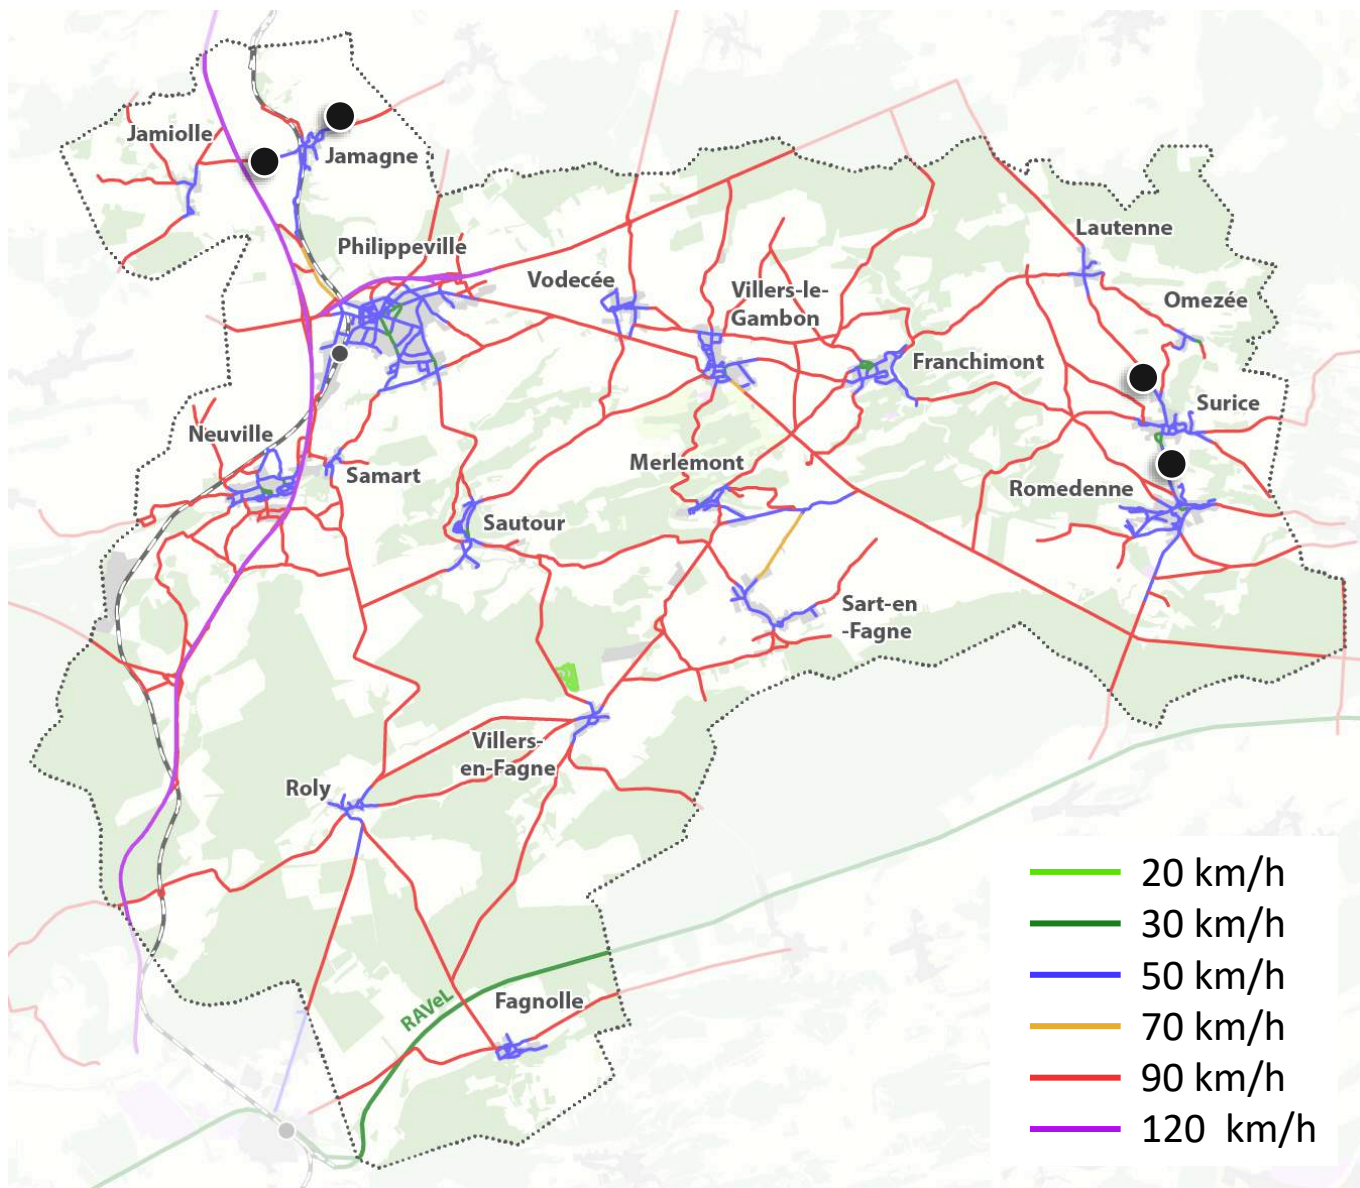 Jamiolle
Jamagne
Philippeville
Lautenne
Vodecée
Villers-le-
Gambon
Omezée
Franchimont
Surice
Neuville
Samart
Merlemont
Romedenne
Sautour
Sart-en
-Fagne
Villers-
en-Fagne
Roly
RAVeL
Fagnolle
20 km/h
30 km/h
50 km/h
70 km/h
90 km/h
120 km/h